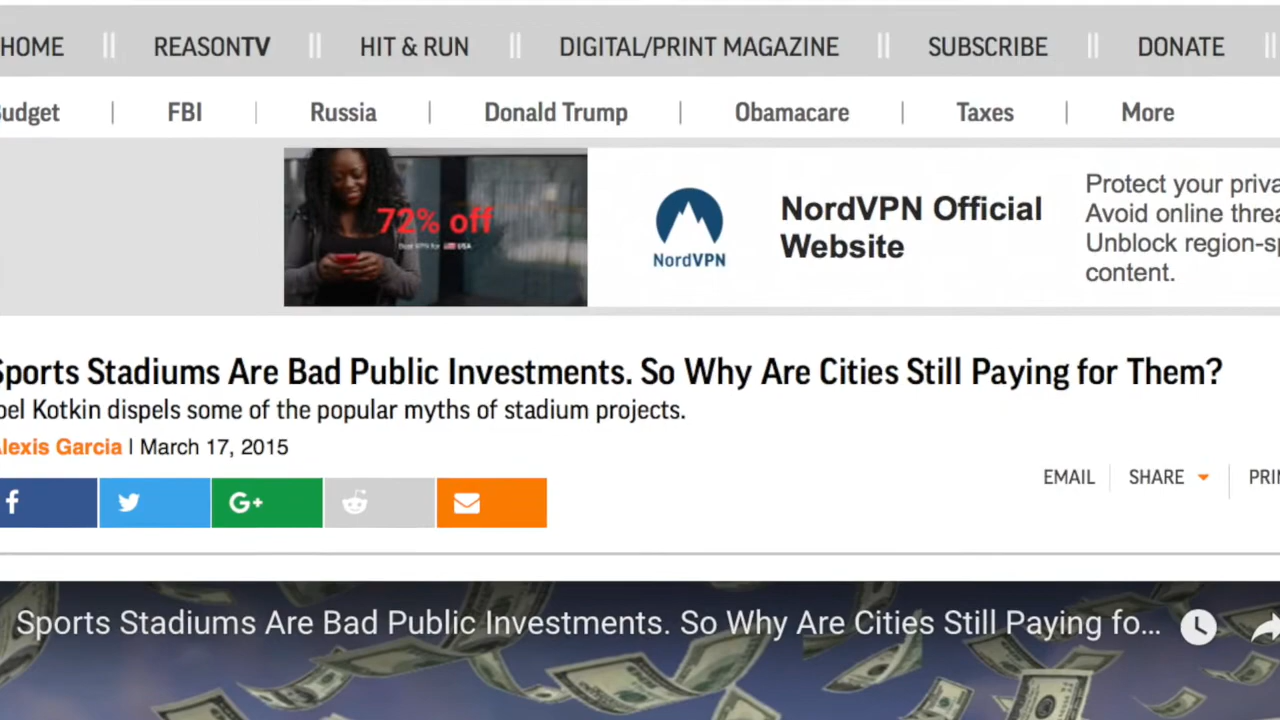 HOME || REASONTV || HIT & RUN || DIGITAL/PRINT MAGAZINE || SUBSCRIBE || DONATE ||
udget | FBI | Russia | Donald Trump | Obamacare | Taxes | More
72% off
Best VPN for USA
NordVPN
NordVPN Official
Website
Protect your priva
Avoid online threa
Unblock region-sp
content.
Sports Stadiums Are Bad Public Investments. So Why Are Cities Still Paying for Them?
oel Kotkin dispels some of the popular myths of stadium projects.
lexis Garcia | March 17, 2015
EMAIL | SHARE | PRI
f
G+
Sports Stadiums Are Bad Public Investments. So Why Are Cities Still Paying fo...